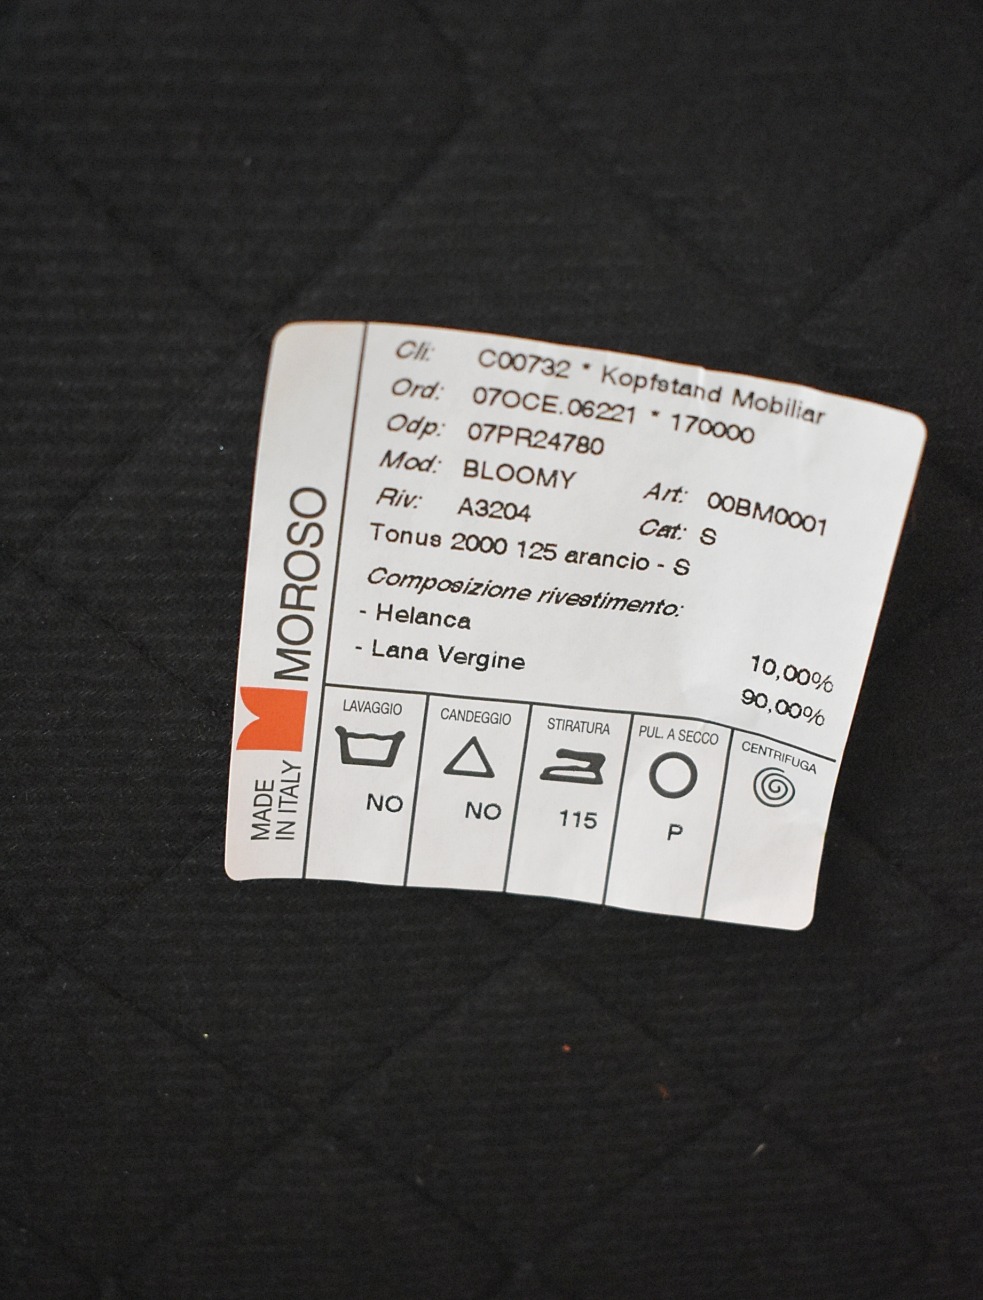 Cli: C00732 * Kopfstand Mobiliar
Ord: 07OCE.06221 * 170000
Odp: 07PR24780
Mod: BLOOMY Art: 00BM0001
Riv: A3204 Cat: S
Tonus 2000 125 arancio - S
Composizione rivestimento:
- Helanca 10,00%
- Lana Vergine 90,00%
MOROSO
MADE
IN ITALY
LAVAGGIO CANDEGGIO STIRATURA PUL. A SECCO CENTRIFUGA
NO NO 115 P